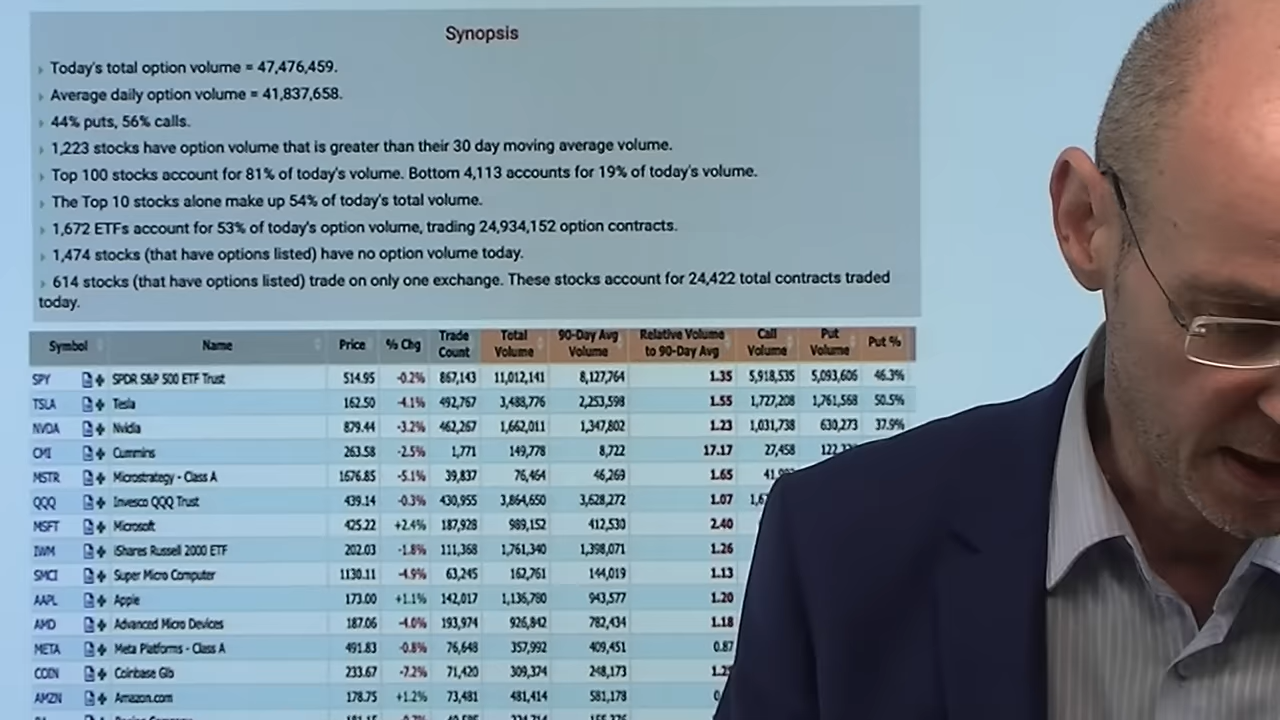 Synopsis
Today's total option volume = 47,476,459.
Average daily option volume = 41,837,658.
44% puts, 56% calls.
1,223 stocks have option volume that is greater than their 30 day moving average volume.
Top 100 stocks account for 81% of today's volume. Bottom 4,113 accounts for 19% of today's volume.
The Top 10 stocks alone make up 54% of today's total volume.
1,672 ETFs account for 53% of today's option volume, trading 24,934,152 option contracts.
1,474 stocks (that have options listed) have no option volume today.
614 stocks (that have options listed) trade on only one exchange. These stocks account for 24,422 total contracts traded
today.
Symbol Name Price % Chg Trade Count Total Volume 90-Day Avg Volume Relative Volume to 90-Day Avg Call Volume Put Volume Put %
SPY SPDR S&P 500 ETF Trust 514.95 -0.2% 867,143 11,012,141 8,127,764 1.35 5,918,535 5,093,606 46.3%
TSLA Tesla 162.50 -4.1% 492,767 3,488,776 2,253,598 1.55 1,727,208 1,761,568 50.5%
NVDA Nvidia 879.44 -3.2% 462,267 1,662,011 1,347,802 1.23 1,031,738 630,273 37.9%
CMI Cummins 263.58 -2.5% 1,771 149,778 8,722 17.17 27,458
MSTR Microstrategy - Class A 1676.85 -5.1% 39,837 76,464 46,269 1.65
QQQ Invesco QQQ Trust 439.14 -0.3% 430,955 3,864,650 3,628,272 1.07
MSFT Microsoft 425.22 +2.4% 187,928 989,152 412,530 2.40
IWM iShares Russell 2000 ETF 202.03 -1.8% 111,368 1,761,340 1,398,071 1.26
SMCI Super Micro Computer 1130.11 -4.9% 63,245 162,761 144,019 1.13
AAPL Apple 173.00 +1.1% 142,017 1,136,780 943,577 1.20
AMD Advanced Micro Devices 187.06 -4.0% 193,974 926,842 782,434 1.18
META Meta Platforms - Class A 491.83 -0.8% 76,648 357,992 409,451 0.87
COIN Coinbase Glb 233.67 -7.2% 71,420 309,374 248,173
AMZN Amazon.com 178.75 +1.2% 73,481 481,414 581,178